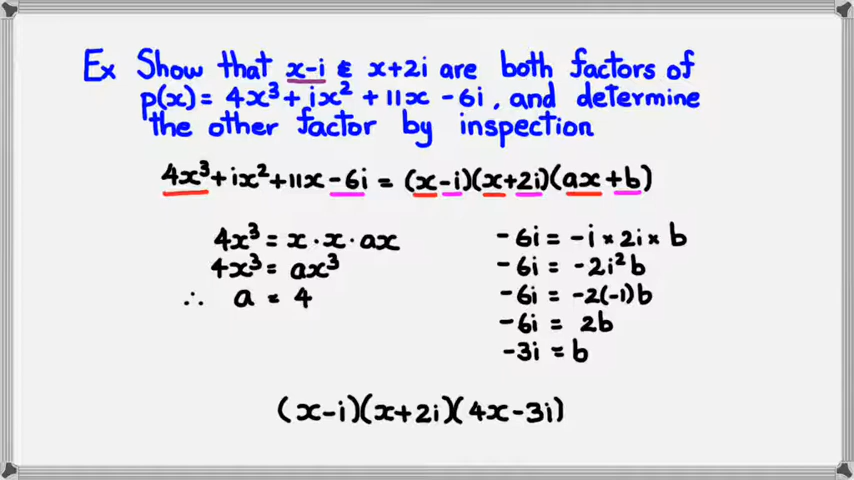 Ex Show that x-i & x+2i are both factors of
p(x) = 4x³ + ix² + 11x - 6i, and determine
the other factor by inspection
4x³ + ix² + 11x - 6i = (x-i)(x+2i)(ax+b)
4x³ = x · x · ax
4x³ = ax³
∴ a = 4
-6i = -i × 2i × b
-6i = -2i²b
-6i = -2(-1)b
-6i = 2b
-3i = b
(x-i)(x+2i)(4x-3i)